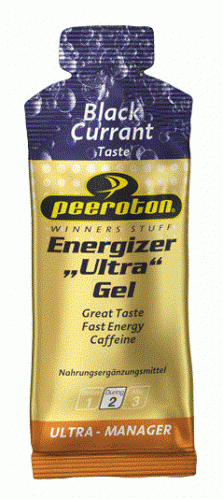 Black
Currant
Taste
peeroton
WINNERS STUFF
Energizer
„Ultra“
Gel
Great Taste
Fast Energy
Caffeine
Nahrungsergänzungsmittel
During
1 2 3
ULTRA - MANAGER